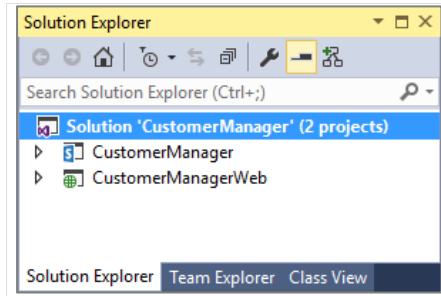 Solution Explorer
Search Solution Explorer (Ctrl+;)
Solution 'CustomerManager' (2 projects)
CustomerManager
CustomerManagerWeb
Solution Explorer Team Explorer Class View